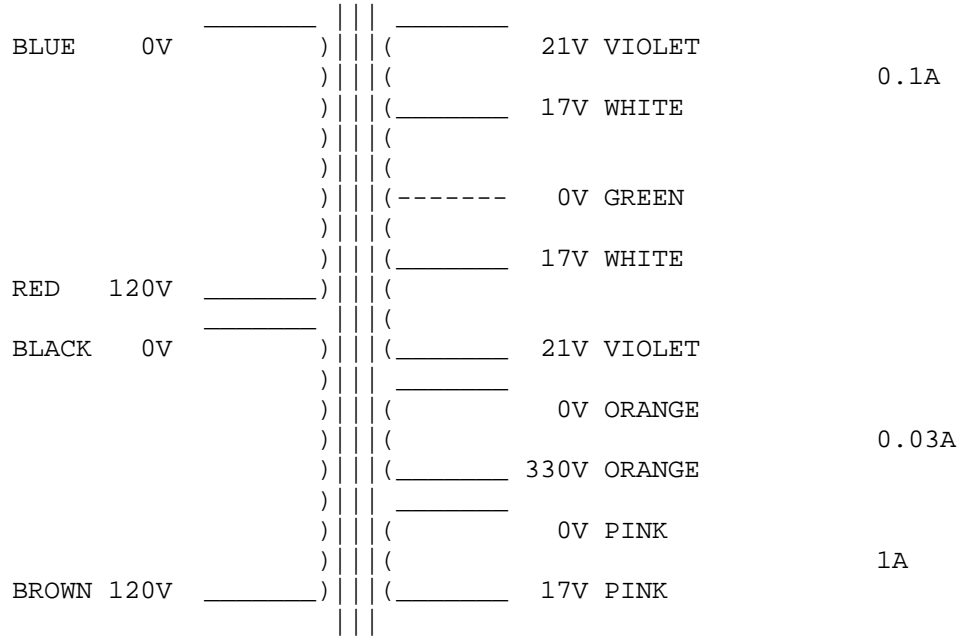 BLUE 0V 21V VIOLET
0.1A
17V WHITE
0V GREEN
17V WHITE
RED 120V
BLACK 0V 21V VIOLET
0V ORANGE
0.03A
330V ORANGE
0V PINK
1A
BROWN 120V 17V PINK